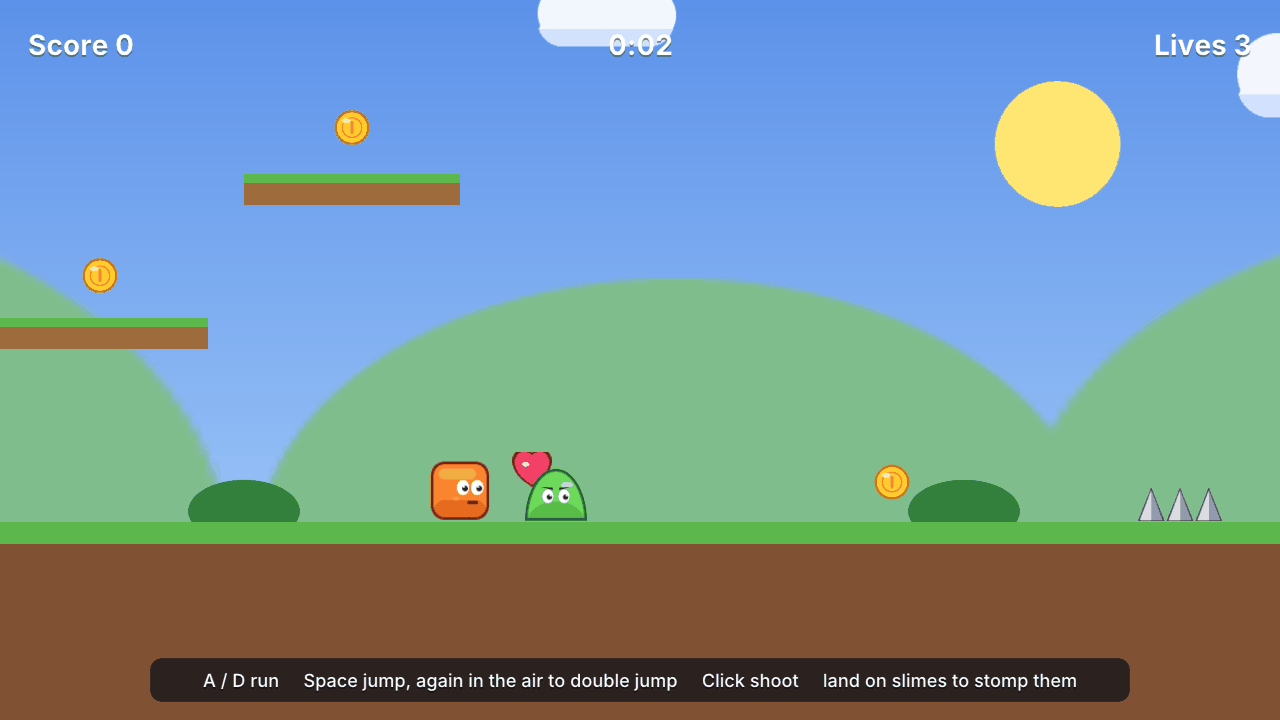 Score 0
0:02
Lives 3
A / D run Space jump, again in the air to double jump Click shoot land on slimes to stomp them